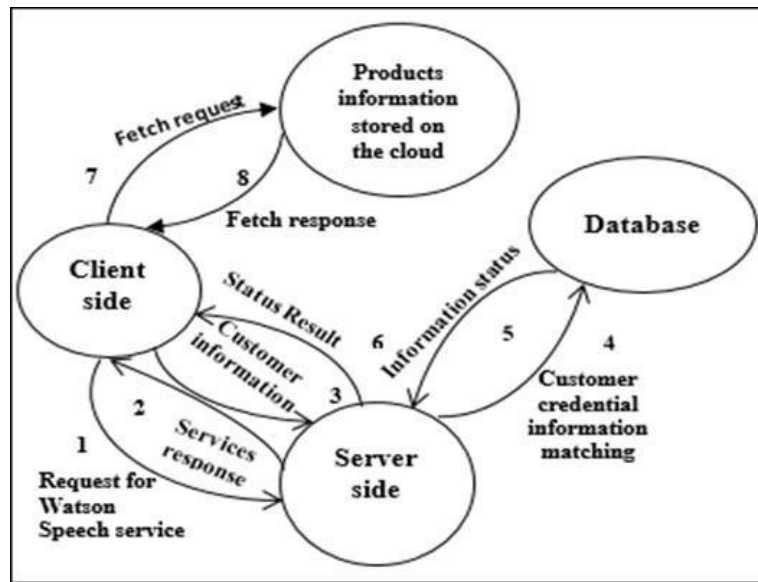 Products
information
stored on
the cloud
Fetch request
7
8
Fetch response
Database
Client
side
Status Result
Information status
6
5
4
Customer
information
3
Customer
credential
information
matching
2
1
Services
response
Server
side
Request for
Watson
Speech service